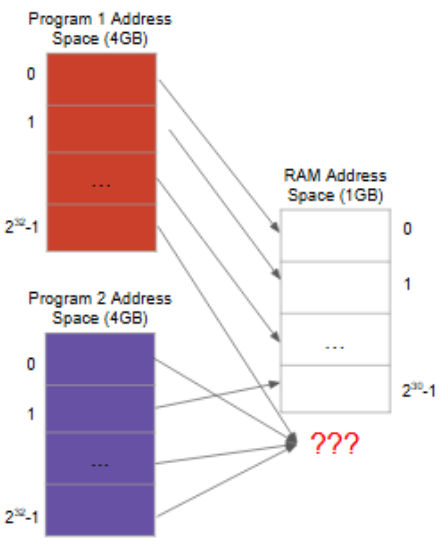 Program 1 Address
Space (4GB)
0
1
...
2³²-1
RAM Address
Space (1GB)
0
1
...
2³⁰-1
Program 2 Address
Space (4GB)
0
1
...
2³²-1
???